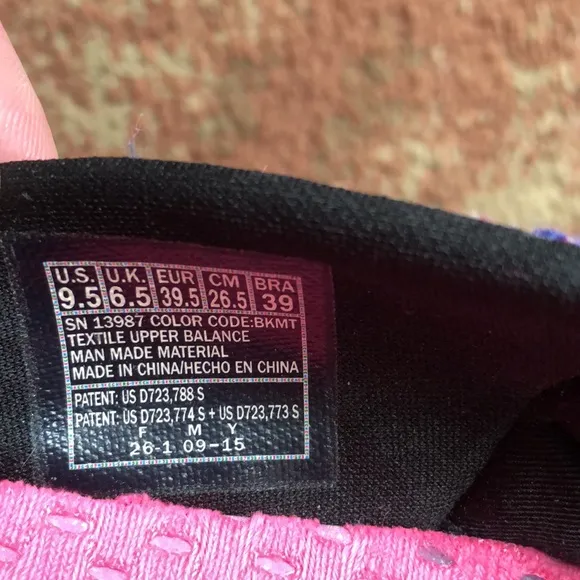 U.S. U.K. EUR CM BRA
9.5 6.5 39.5 26.5 39
SN 13987 COLOR CODE:BKMT
TEXTILE UPPER BALANCE
MAN MADE MATERIAL
MADE IN CHINA/HECHO EN CHINA
PATENT: US D723,788 S
PATENT: US D723,774 S + US D723,773 S
F M Y
26-1 09-15